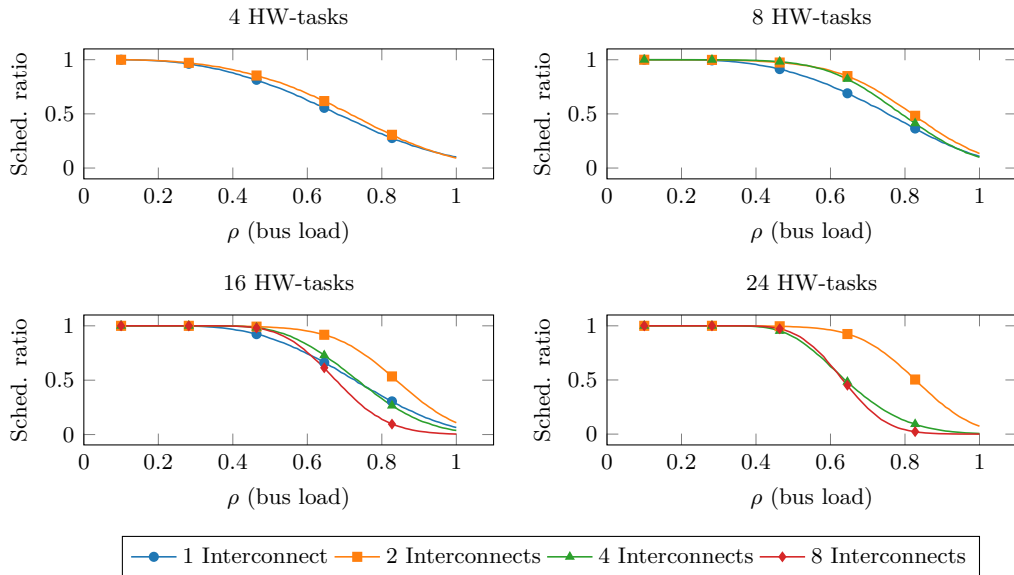 4 HW-tasks
8 HW-tasks
Sched. ratio
1
0.5
0
0 0.2 0.4 0.6 0.8 1
ρ (bus load)
Sched. ratio
1
0.5
0
0 0.2 0.4 0.6 0.8 1
ρ (bus load)
16 HW-tasks
24 HW-tasks
Sched. ratio
1
0.5
0
0 0.2 0.4 0.6 0.8 1
ρ (bus load)
Sched. ratio
1
0.5
0
0 0.2 0.4 0.6 0.8 1
ρ (bus load)
1 Interconnect 2 Interconnects 4 Interconnects 8 Interconnects